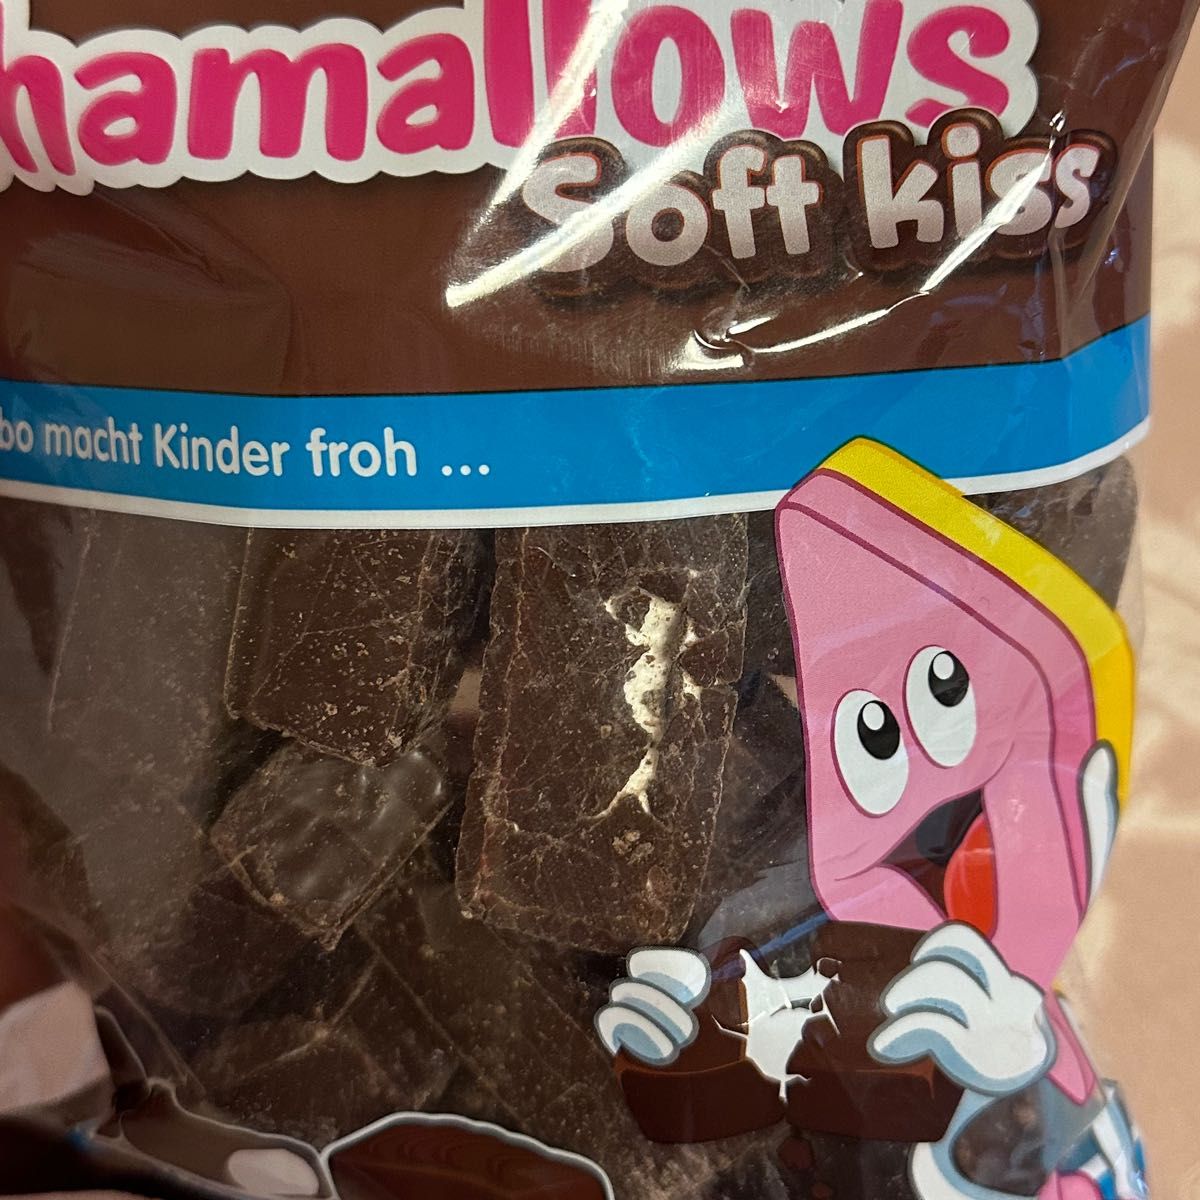 hamallows
Soft kiss
bo macht Kinder froh ...